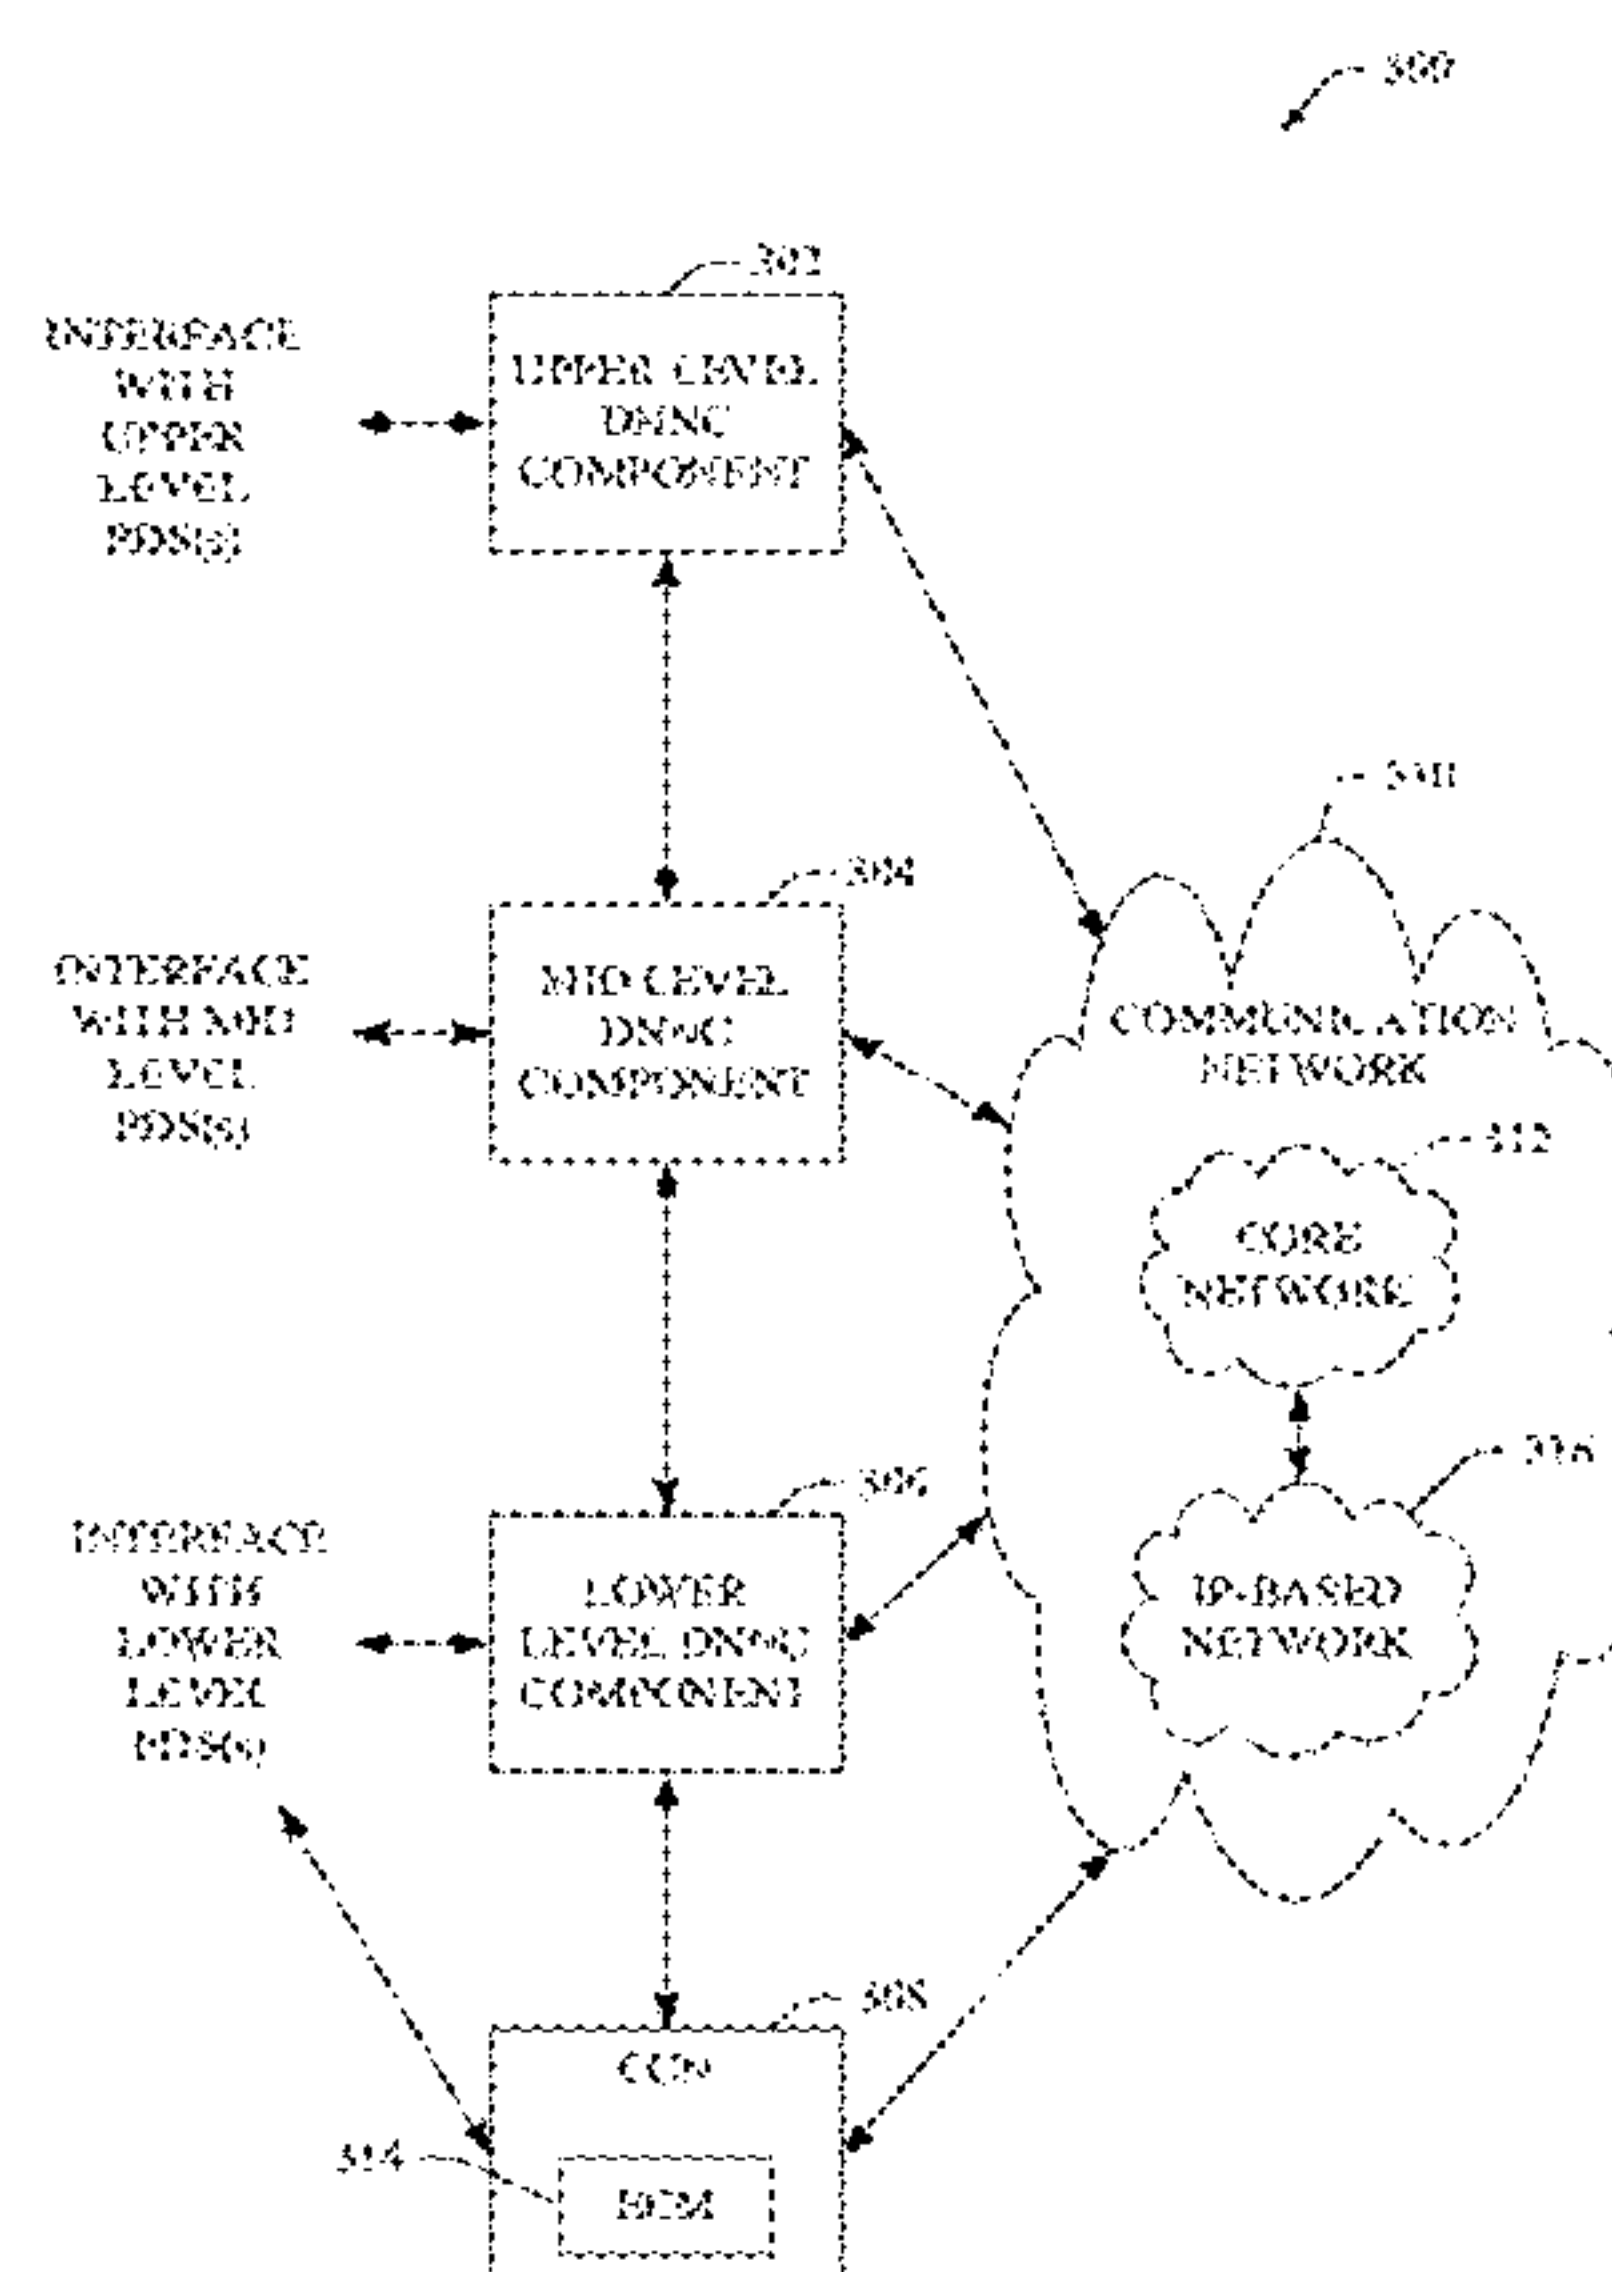 300
302
INTERFACE
WITH
UPPER
LEVEL
PDS(s)
UPPER LEVEL
DNNC
COMPONENT
310
304
INTERFACE
WITH MID
LEVEL
PDS(s)
MID LEVEL
DNNC
COMPONENT
COMMUNICATION
NETWORK
312
CORE
NETWORK
316
306
INTERFACE
WITH
LOWER
LEVEL
PDS(s)
LOWER
LEVEL DNNC
COMPONENT
IP-BASED
NETWORK
308
314